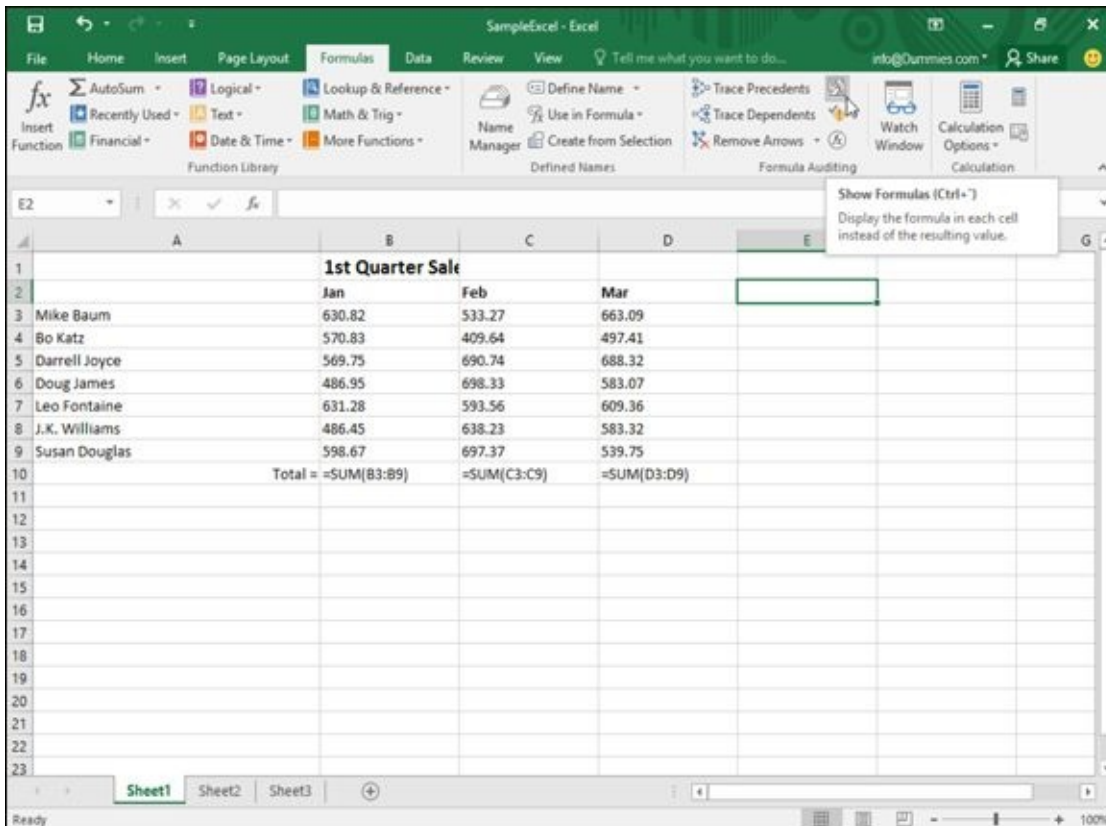 SampleExcel - Excel
File Home Insert Page Layout Formulas Data Review View Tell me what you want to do... info@Dummies.com Share
fx AutoSum Logical Lookup & Reference Define Name Trace Precedents
Recently Used Text Math & Trig Use in Formula Trace Dependents
Insert Function Financial Date & Time More Functions Name Manager Create from Selection Remove Arrows Watch Window Calculation Options
Function Library Defined Names Formula Auditing Calculation
E2 fx
Show Formulas (Ctrl+`)
Display the formula in each cell
instead of the resulting value.
A B C D E G
1 1st Quarter Sale
2 Jan Feb Mar
3 Mike Baum 630.82 533.27 663.09
4 Bo Katz 570.83 409.64 497.41
5 Darrell Joyce 569.75 690.74 688.32
6 Doug James 486.95 698.33 583.07
7 Leo Fontaine 631.28 593.56 609.36
8 J.K. Williams 486.45 638.23 583.32
9 Susan Douglas 598.67 697.37 539.75
10 Total = =SUM(B3:B9) =SUM(C3:C9) =SUM(D3:D9)
11
12
13
14
15
16
17
18
19
20
21
22
23
Sheet1 Sheet2 Sheet3
Ready 100%